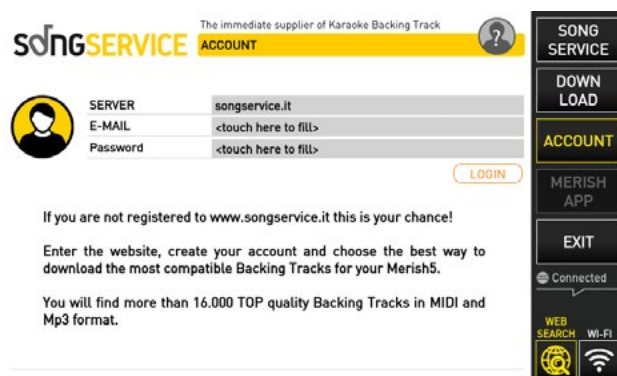 The immediate supplier of Karaoke Backing Track
SONGSERVICE
ACCOUNT
?
SERVER songservice.it
E-MAIL <touch here to fill>
Password <touch here to fill>
LOGIN
If you are not registered to www.songservice.it this is your chance!
Enter the website, create your account and choose the best way to
download the most compatible Backing Tracks for your Merish5.
You will find more than 16.000 TOP quality Backing Tracks in MIDI and
Mp3 format.
SONG
SERVICE
DOWN
LOAD
ACCOUNT
MERISH
APP
EXIT
Connected
WEB
SEARCH WI-FI